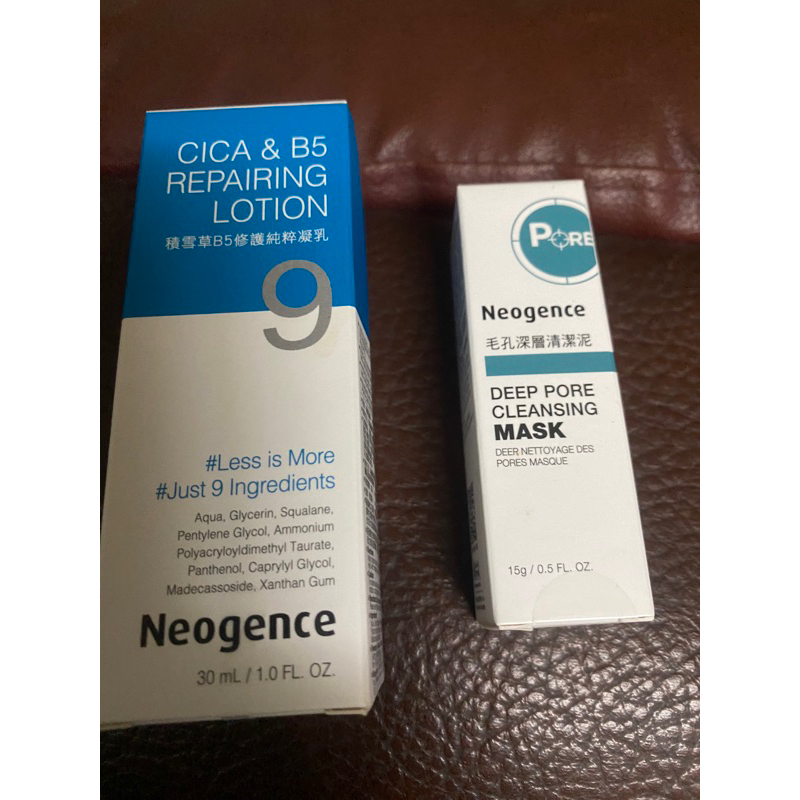 CICA & B5
REPAIRING
LOTION
積雪草B5修護純粹凝乳
9
#Less is More
#Just 9 Ingredients
Aqua, Glycerin, Squalane,
Pentylene Glycol, Ammonium
Polyacryloyldimethyl Taurate,
Panthenol, Caprylyl Glycol,
Madecassoside, Xanthan Gum
Neogence
30 mL / 1.0 FL. OZ.
PORE
Neogence
毛孔深層清潔泥
DEEP PORE
CLEANSING
MASK
DEER NETTOYAGE DES
PORES MASQUE
15g / 0.5 FL. OZ.